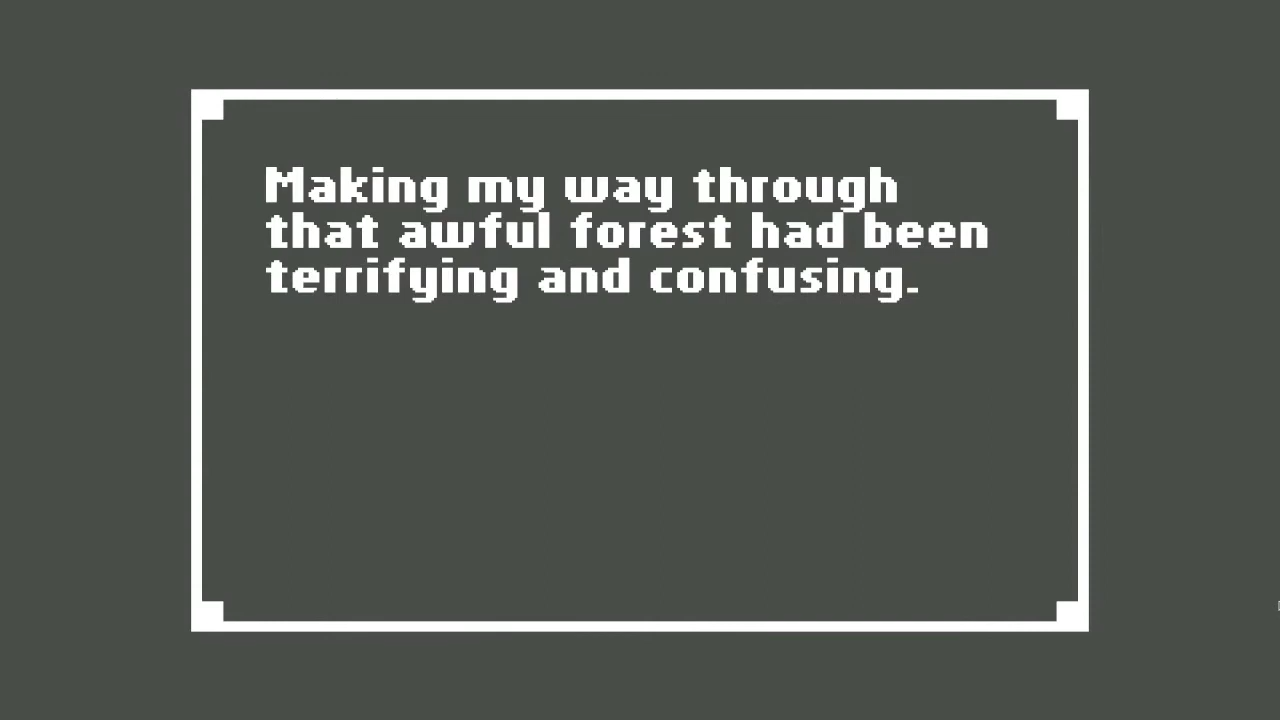 Making my way through
that awful forest had been
terrifying and confusing.